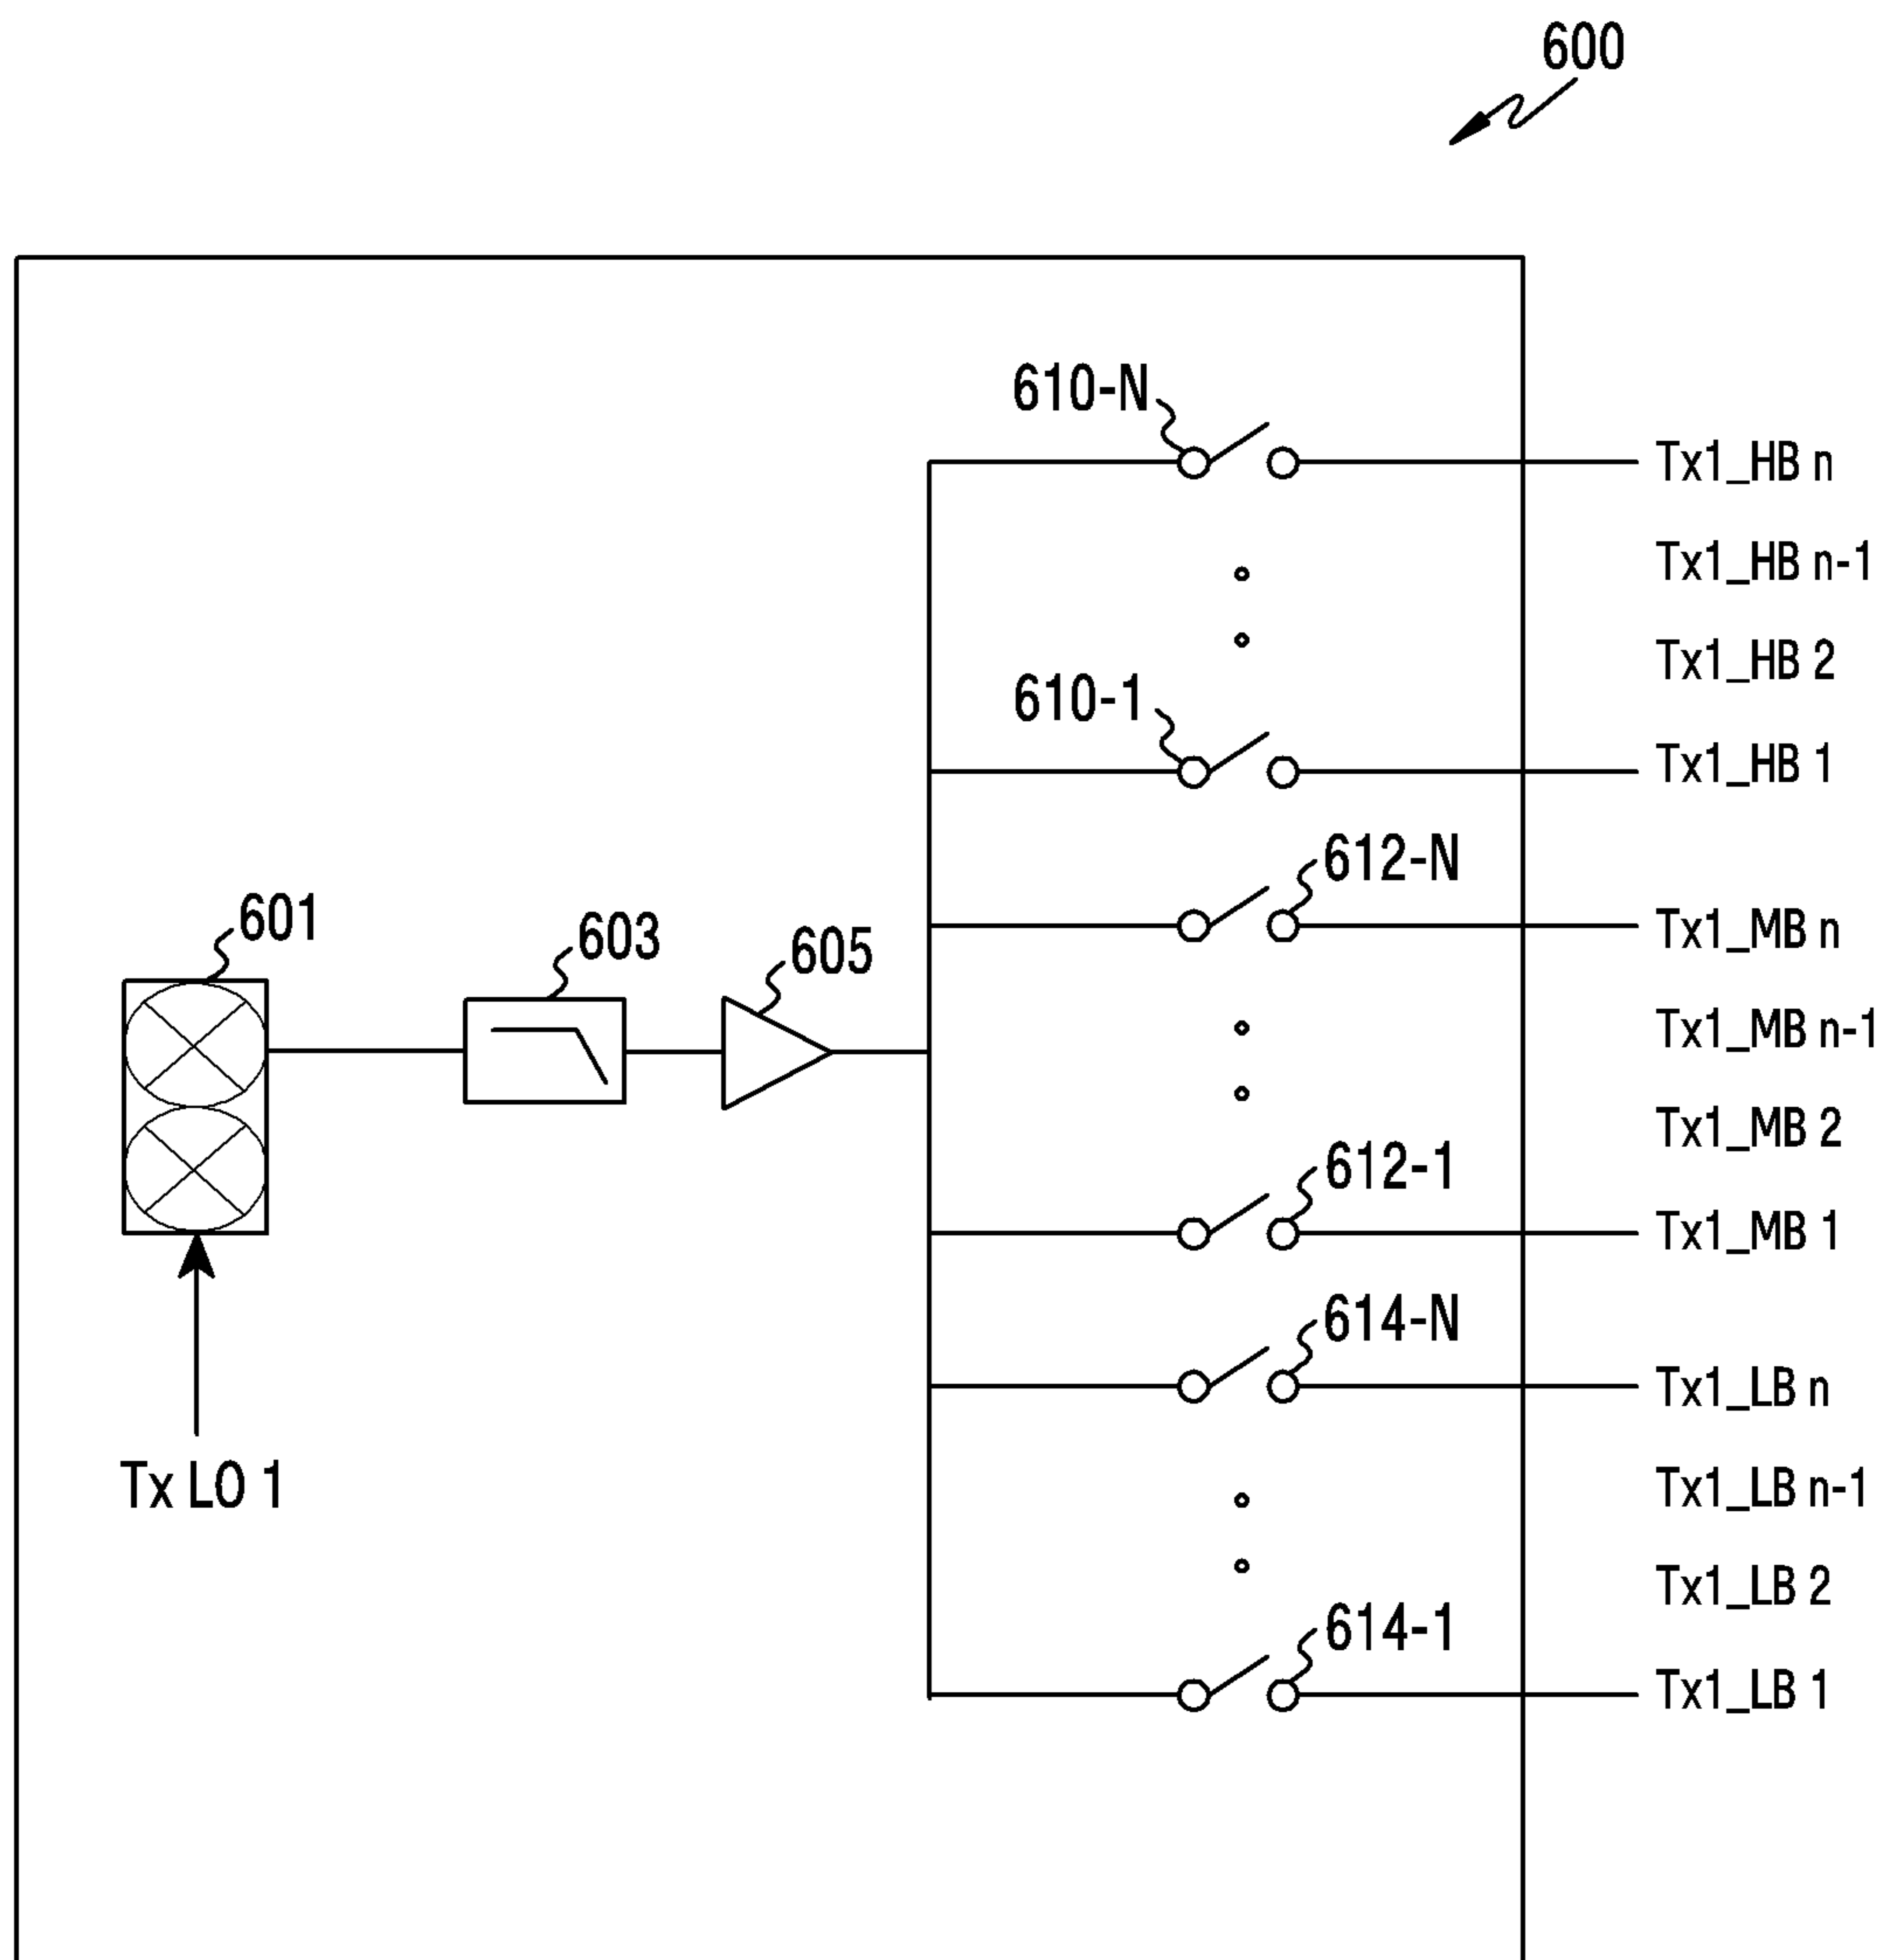 600
610-N
Tx1_HB n
Tx1_HB n-1
Tx1_HB 2
610-1
Tx1_HB 1
612-N
601
603
605
Tx1_MB n
Tx1_MB n-1
Tx1_MB 2
612-1
Tx1_MB 1
614-N
Tx1_LB n
Tx LO 1
Tx1_LB n-1
Tx1_LB 2
614-1
Tx1_LB 1